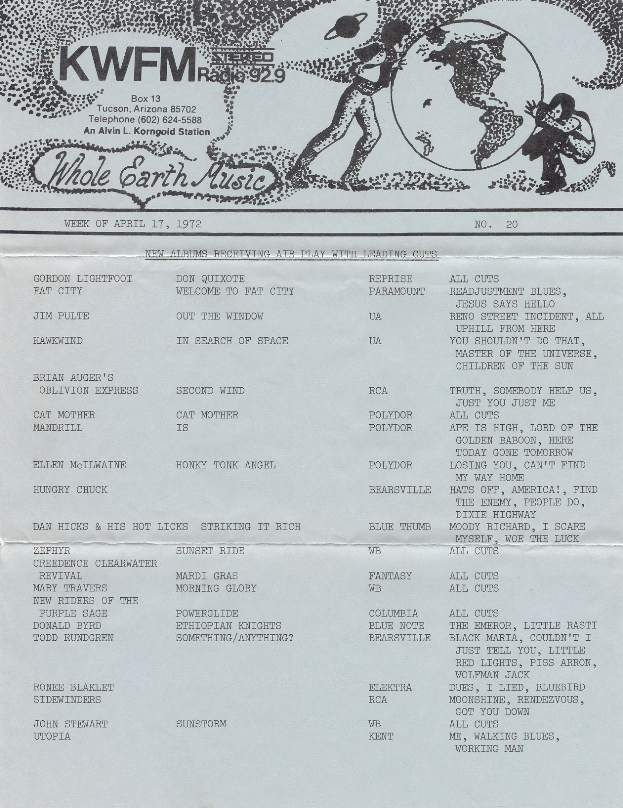 KWFM STEREO
Radio 92.9
Box 13
Tucson, Arizona 85702
Telephone (602) 624-5588
An Alvin L. Korngold Station
Whole Earth Music
WEEK OF APRIL 17, 1972 NO. 20
NEW ALBUMS RECEIVING AIR PLAY WITH LEADING CUTS
GORDON LIGHTFOOT DON QUIXOTE REPRISE ALL CUTS
FAT CITY WELCOME TO FAT CITY PARAMOUNT READJUSTMENT BLUES,
JESUS SAYS HELLO
JIM PULTE OUT THE WINDOW UA RENO STREET INCIDENT, ALL
UPHILL FROM HERE
HAWKWIND IN SEARCH OF SPACE UA YOU SHOULDN'T DO THAT,
MASTER OF THE UNIVERSE,
CHILDREN OF THE SUN
BRIAN AUGER'S
OBLIVION EXPRESS SECOND WIND RCA TRUTH, SOMEBODY HELP US,
JUST YOU JUST ME
CAT MOTHER CAT MOTHER POLYDOR ALL CUTS
MANDRILL IS POLYDOR APE IS HIGH, LORD OF THE
GOLDEN BABOON, HERE
TODAY GONE TOMORROW
ELLEN McILWAINE HONKY TONK ANGEL POLYDOR LOSING YOU, CAN'T FIND
MY WAY HOME
HUNGRY CHUCK BEARSVILLE HATS OFF, AMERICA!, FIND
THE ENEMY, PEOPLE DO,
DIXIE HIGHWAY
DAN HICKS & HIS HOT LICKS STRIKING IT RICH BLUE THUMB MOODY RICHARD, I SCARE
MYSELF, WOE THE LUCK
ZEPHYR SUNSET RIDE WB ALL CUTS
CREEDENCE CLEARWATER
REVIVAL MARDI GRAS FANTASY ALL CUTS
MARY TRAVERS MORNING GLORY WB ALL CUTS
NEW RIDERS OF THE
PURPLE SAGE POWERGLIDE COLUMBIA ALL CUTS
DONALD BYRD ETHIOPIAN KNIGHTS BLUE NOTE THE EMEROR, LITTLE RASTI
TODD RUNDGREN SOMETHING/ANYTHING? BEARSVILLE BLACK MARIA, COULDN'T I
JUST TELL YOU, LITTLE
RED LIGHTS, PISS ARRON,
WOLFMAN JACK
RONEE BLAKLEY ELEKTRA DUES, I LIED, BLUEBIRD
SIDEWINDERS RCA MOONSHINE, RENDEZVOUS,
GOT YOU DOWN
JOHN STEWART SUNSTORM WB ALL CUTS
UTOPIA KENT ME, WALKING BLUES,
WORKING MAN